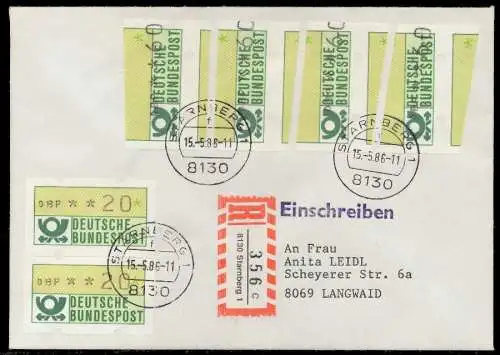 DEUTSCHE
BUNDESPOST
DEUTSCHE
BUNDESPOST
DEUTSCHE
BUNDESPOST
DEUTSCHE
BUNDESPOST
STARNBERG 1
f
15.-5.86-11
8130
STARNBERG 1
f
15.-5.86-11
8130
DBP * * 20 *
DEUTSCHE
BUNDESPOST
DBP * * 20 *
DEUTSCHE
BUNDESPOST
STARNBERG 1
f
15.-5.86-11
8130
R
8130 Starnberg 1
356 c
Einschreiben
An Frau
Anita LEIDL
Scheyerer Str. 6a
8069 LANGWAID